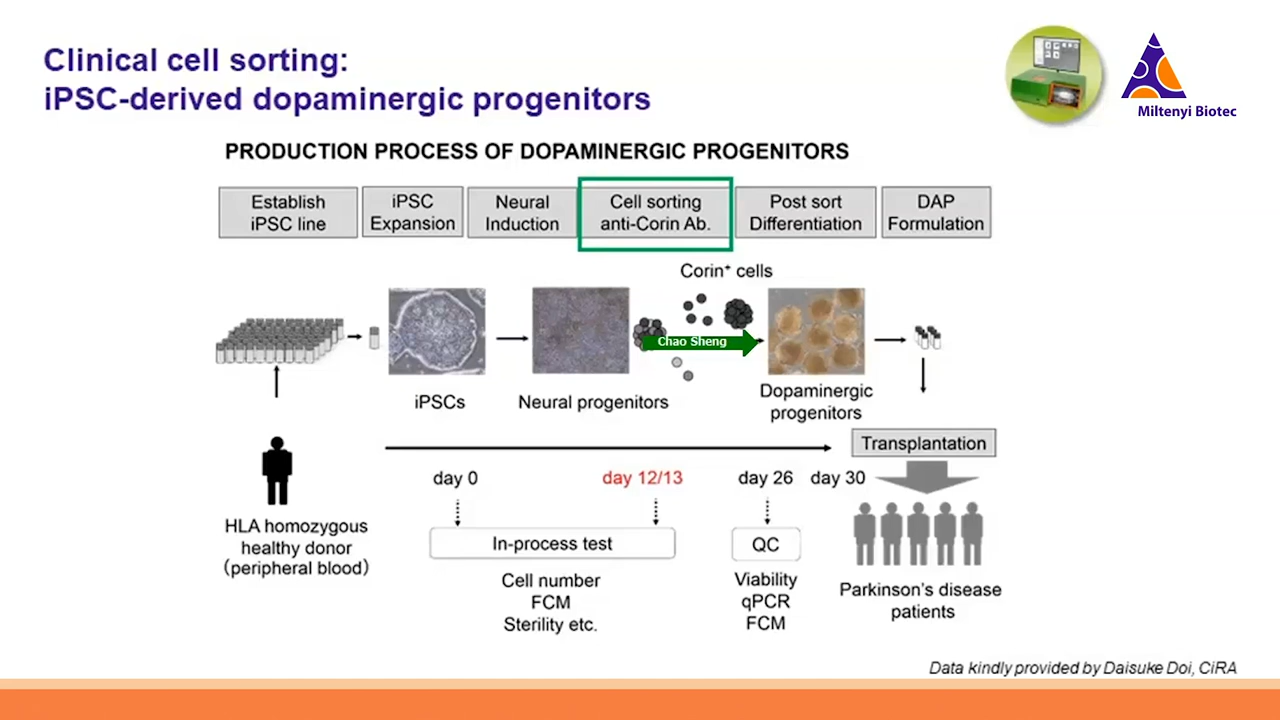 Clinical cell sorting:
iPSC-derived dopaminergic progenitors
Miltenyi Biotec
PRODUCTION PROCESS OF DOPAMINERGIC PROGENITORS
Establish
iPSC line
iPSC
Expansion
Neural
Induction
Cell sorting
anti-Corin Ab.
Post sort
Differentiation
DAP
Formulation
Corin⁺ cells
Chao Sheng
iPSCs
Neural progenitors
Dopaminergic
progenitors
Transplantation
day 0
day 12/13
day 26
day 30
HLA homozygous
healthy donor
(peripheral blood)
In-process test
Cell number
FCM
Sterility etc.
QC
Viability
qPCR
FCM
Parkinson's disease
patients
Data kindly provided by Daisuke Doi, CiRA